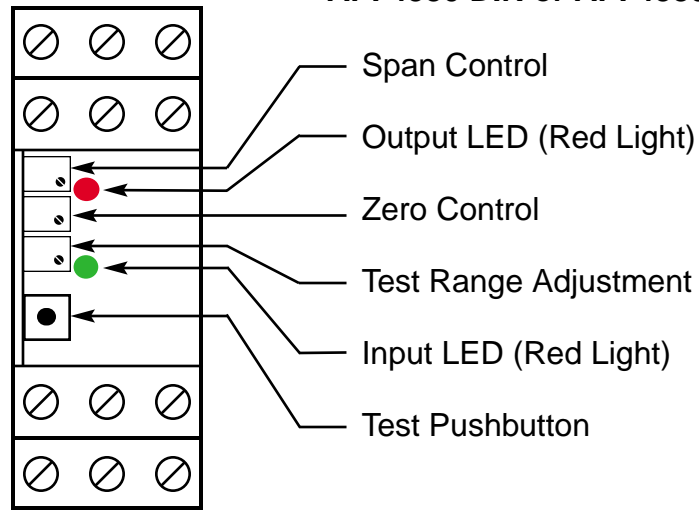 Span Control
Output LED (Red Light)
Zero Control
Test Range Adjustment
Input LED (Red Light)
Test Pushbutton